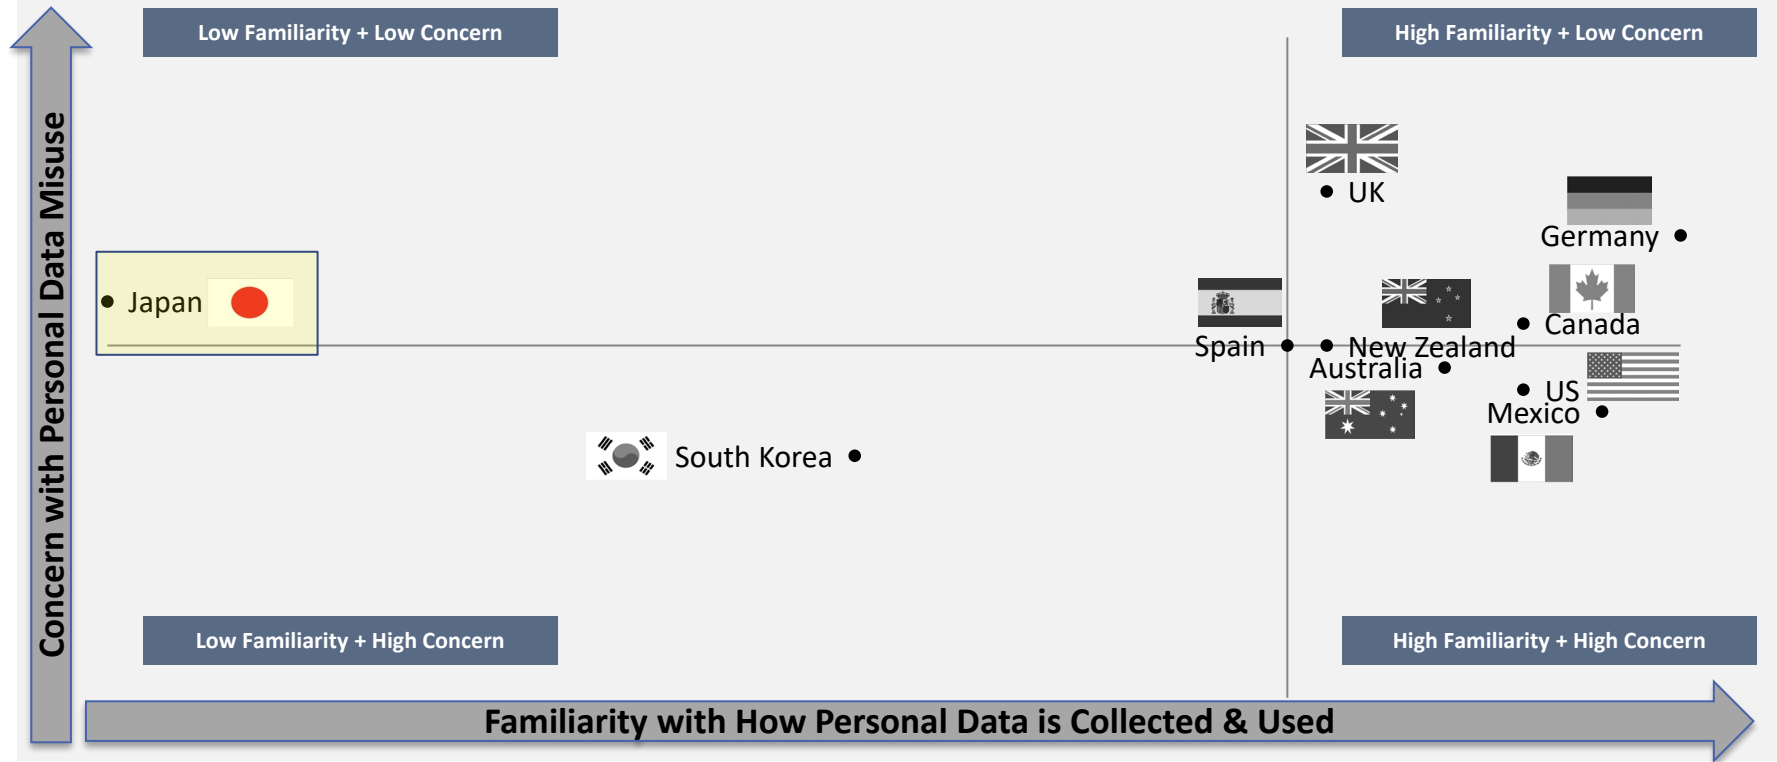 Low Familiarity + Low Concern
High Familiarity + Low Concern
Concern with Personal Data Misuse
UK
Germany
Japan
Canada
Spain
New Zealand
Australia
US
Mexico
South Korea
Low Familiarity + High Concern
High Familiarity + High Concern
Familiarity with How Personal Data is Collected & Used